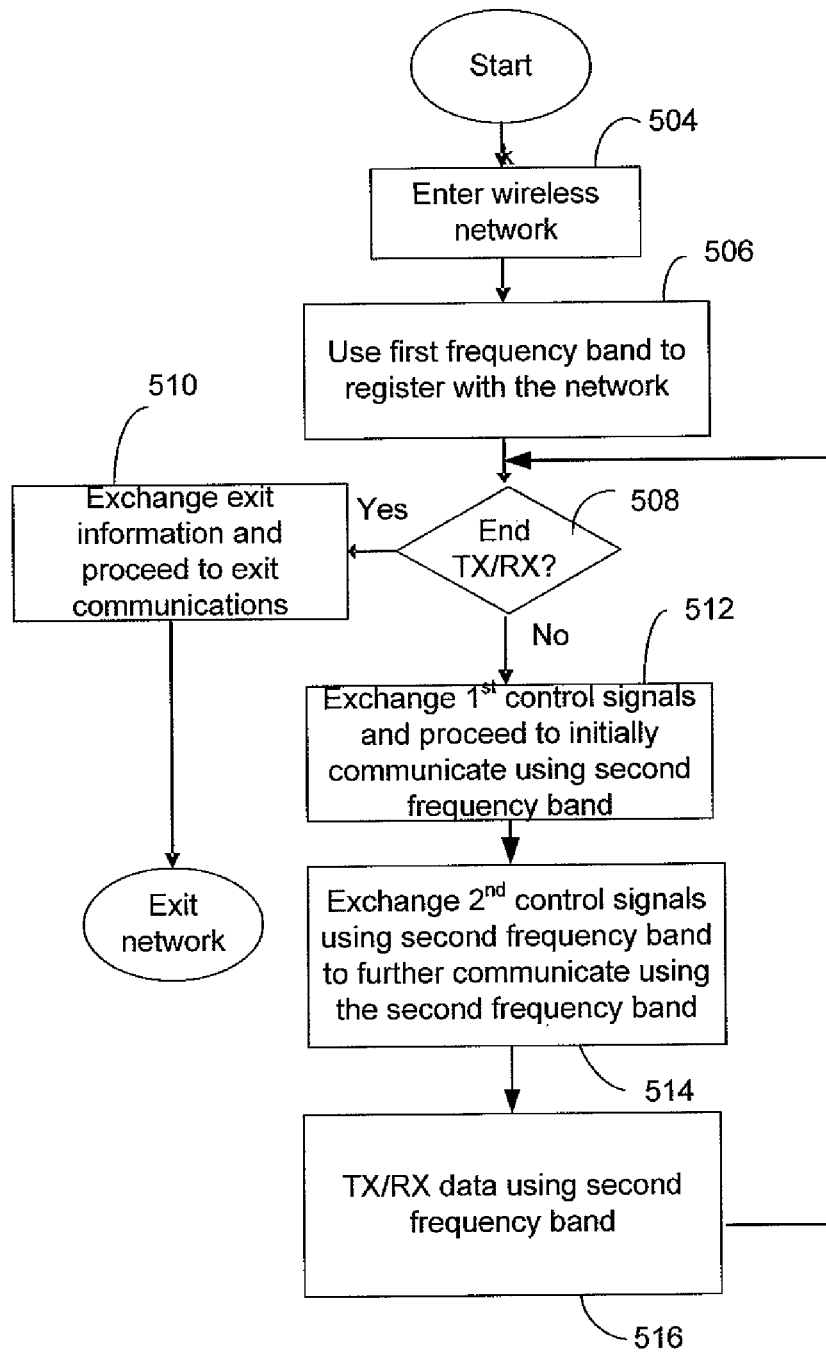 Start
504
k
Enter wireless
network
506
Use first frequency band to
register with the network
510
Exchange exit
information and
proceed to exit
communications
Yes
End
TX/RX?
508
No
512
Exchange 1st control signals
and proceed to initially
communicate using second
frequency band
Exit
network
Exchange 2nd control signals
using second frequency band
to further communicate using
the second frequency band
514
TX/RX data using second
frequency band
516